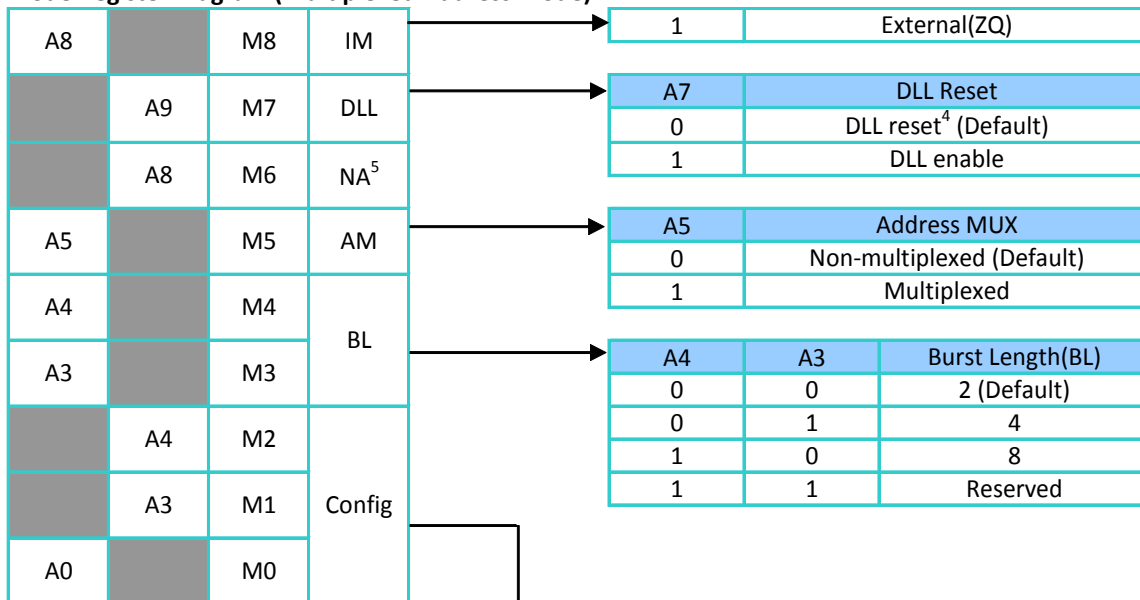 A8 M8 IM
A9 M7 DLL
A8 M6 NA5
A5 M5 AM
A4 M4
BL
A3 M3
A4 M2
A3 M1 Config
A0 M0
1 External(ZQ)
A7 DLL Reset
0 DLL reset4 (Default)
1 DLL enable
A5 Address MUX
0 Non-multiplexed (Default)
1 Multiplexed
A4 A3 Burst Length(BL)
0 0 2 (Default)
0 1 4
1 0 8
1 1 Reserved